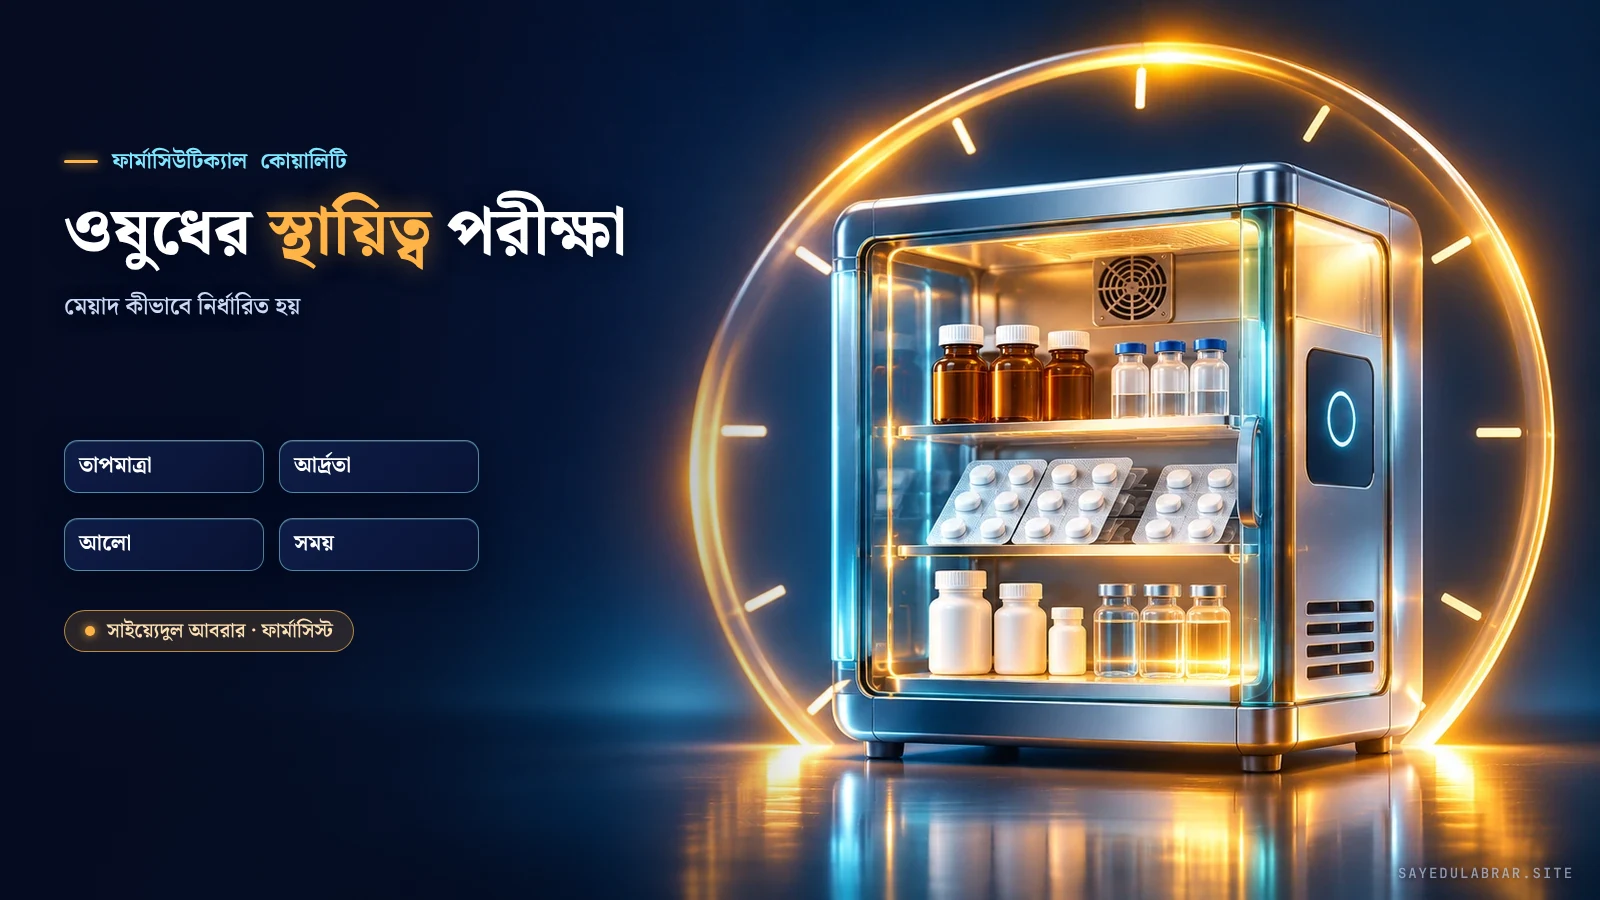 ফার্মাসিউটিক্যাল কোয়ালিটি
ওষুধের স্থায়িত্ব পরীক্ষা
মেয়াদ কীভাবে নির্ধারিত হয়
তাপমাত্রা
আর্দ্রতা
আলো
সময়
সাইয়্যেদুল আবরার · ফার্মাসিস্ট
SAYEDULABRAR.SITE